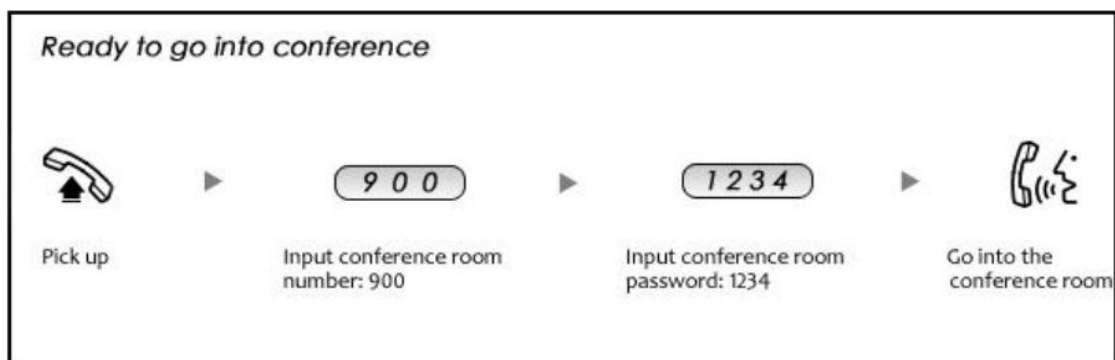 Ready to go into conference
9 0 0
1 2 3 4
Pick up
Input conference room
number: 900
Input conference room
password: 1234
Go into the
conference room